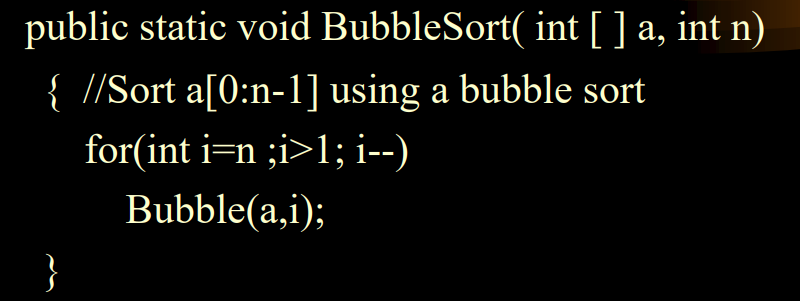 public static void BubbleSort( int [ ] a, int n)
{ //Sort a[0:n-1] using a bubble sort
for(int i=n ;i>1; i--)
Bubble(a,i);
}